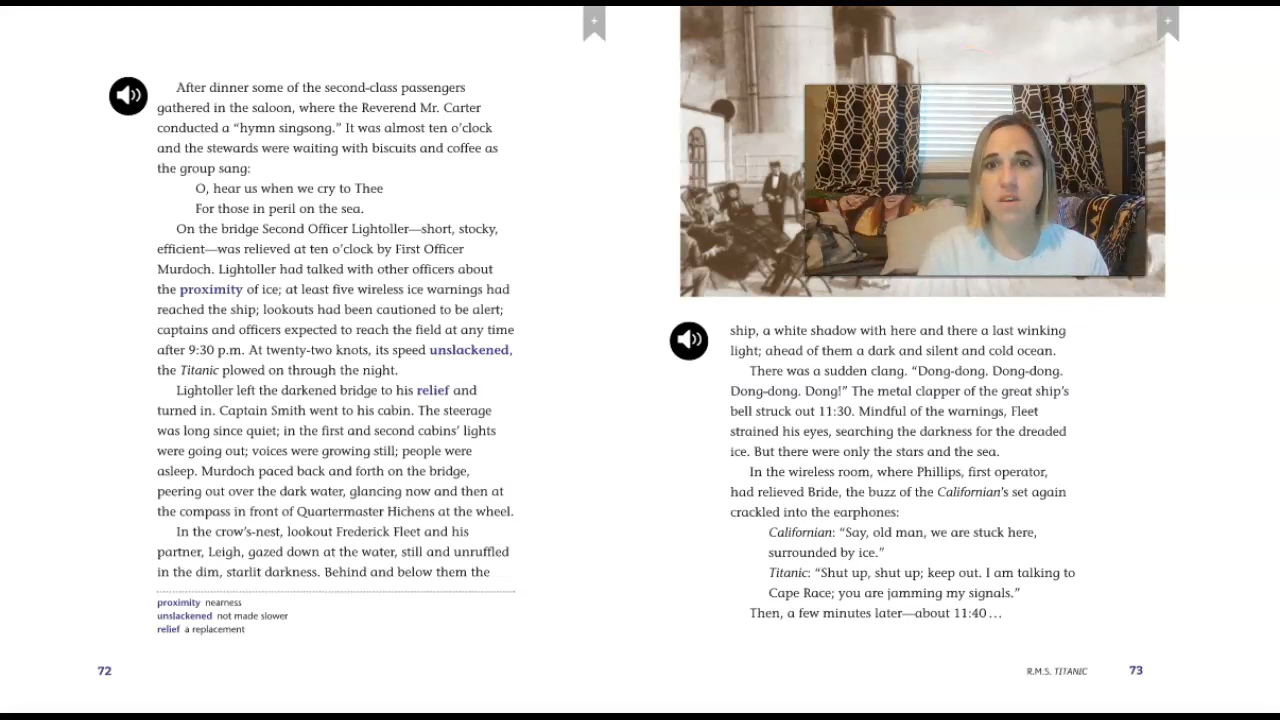 After dinner some of the second-class passengers
gathered in the saloon, where the Reverend Mr. Carter
conducted a “hymn singsong.” It was almost ten o’clock
and the stewards were waiting with biscuits and coffee as
the group sang:
O, hear us when we cry to Thee
For those in peril on the sea.
On the bridge Second Officer Lightoller—short, stocky,
efficient—was relieved at ten o’clock by First Officer
Murdoch. Lightoller had talked with other officers about
the proximity of ice; at least five wireless ice warnings had
reached the ship; lookouts had been cautioned to be alert;
captains and officers expected to reach the field at any time
after 9:30 p.m. At twenty-two knots, its speed unslackened,
the Titanic plowed on through the night.
Lightoller left the darkened bridge to his relief and
turned in. Captain Smith went to his cabin. The steerage
was long since quiet; in the first and second cabins’ lights
were going out; voices were growing still; people were
asleep. Murdoch paced back and forth on the bridge,
peering out over the dark water, glancing now and then at
the compass in front of Quartermaster Hichens at the wheel.
In the crow’s-nest, lookout Frederick Fleet and his
partner, Leigh, gazed down at the water, still and unruffled
in the dim, starlit darkness. Behind and below them the
proximity nearness
unslackened not made slower
relief a replacement
72
ship, a white shadow with here and there a last winking
light; ahead of them a dark and silent and cold ocean.
There was a sudden clang. “Dong-dong. Dong-dong.
Dong-dong. Dong!” The metal clapper of the great ship’s
bell struck out 11:30. Mindful of the warnings, Fleet
strained his eyes, searching the darkness for the dreaded
ice. But there were only the stars and the sea.
In the wireless room, where Phillips, first operator,
had relieved Bride, the buzz of the Californian’s set again
crackled into the earphones:
Californian: “Say, old man, we are stuck here,
surrounded by ice.”
Titanic: “Shut up, shut up; keep out. I am talking to
Cape Race; you are jamming my signals.”
Then, a few minutes later—about 11:40 . . .
R.M.S. TITANIC 73